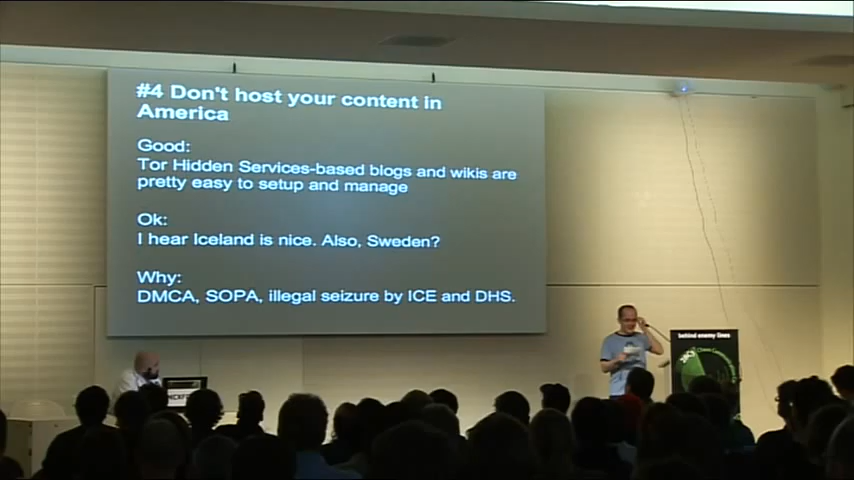 #4 Don't host your content in
America
Good:
Tor Hidden Services-based blogs and wikis are
pretty easy to setup and manage
Ok:
I hear Iceland is nice. Also, Sweden?
Why:
DMCA, SOPA, illegal seizure by ICE and DHS.
behind enemy lines